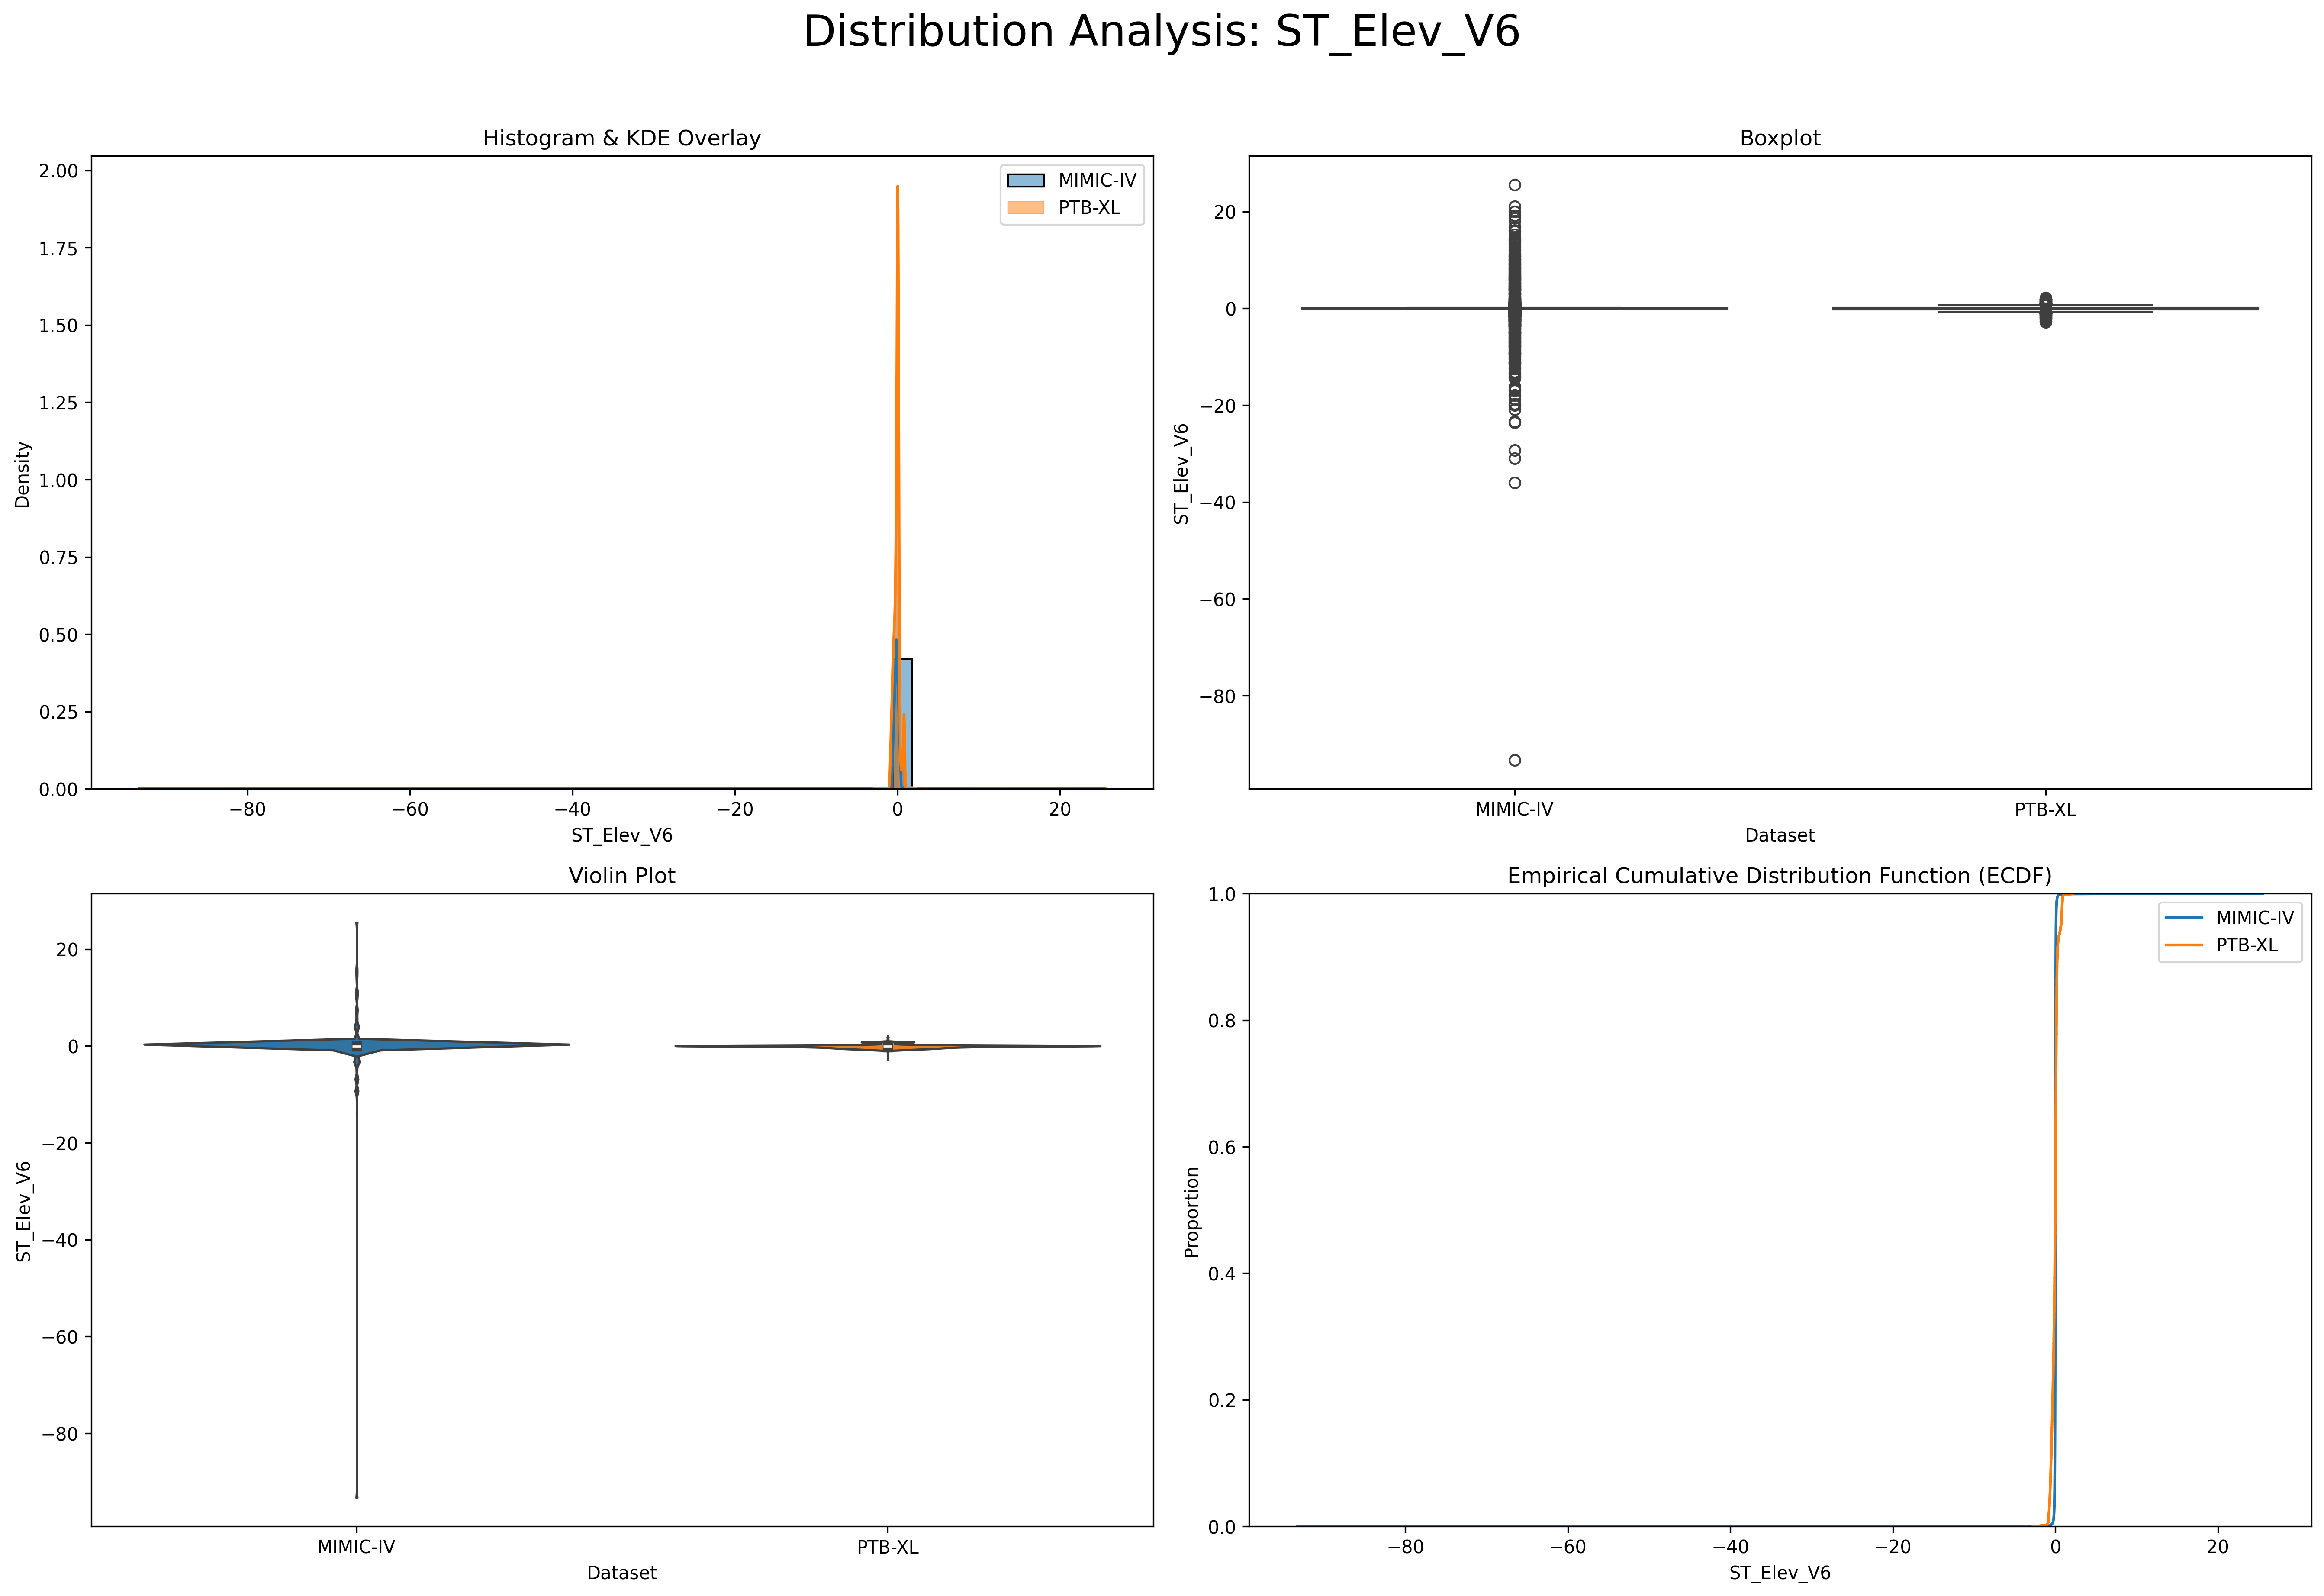 Distribution Analysis: ST_Elev_V6
Histogram & KDE Overlay
2.00
1.75
1.50
1.25
1.00
0.75
0.50
0.25
0.00
Density
MIMIC-IV
PTB-XL
−80
−60
−40
−20
0
20
ST_Elev_V6
Boxplot
20
0
−20
−40
−60
−80
ST_Elev_V6
MIMIC-IV
PTB-XL
Dataset
Violin Plot
20
0
−20
−40
−60
−80
ST_Elev_V6
MIMIC-IV
PTB-XL
Dataset
Empirical Cumulative Distribution Function (ECDF)
1.0
0.8
0.6
0.4
0.2
0.0
Proportion
MIMIC-IV
PTB-XL
−80
−60
−40
−20
0
20
ST_Elev_V6